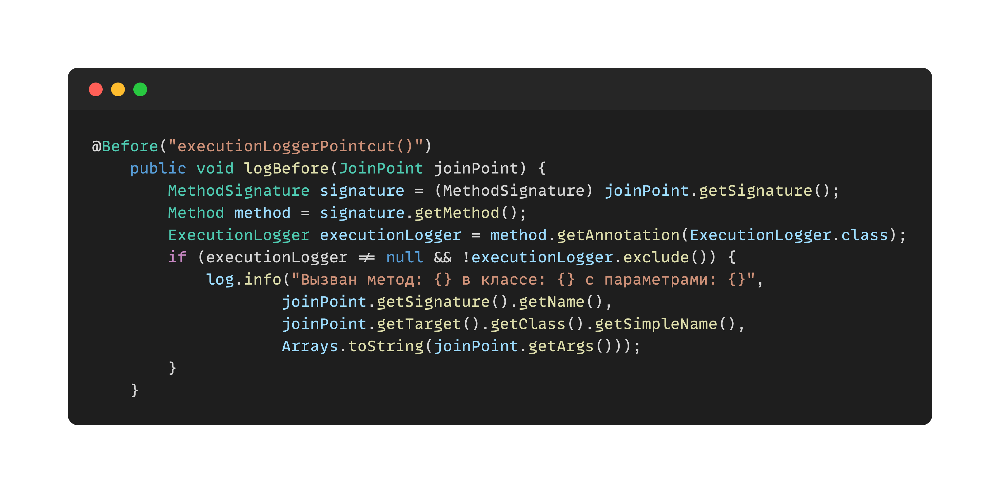 @Before("executionLoggerPointcut()")
    public void logBefore(JoinPoint joinPoint) {
        MethodSignature signature = (MethodSignature) joinPoint.getSignature();
        Method method = signature.getMethod();
        ExecutionLogger executionLogger = method.getAnnotation(ExecutionLogger.class);
        if (executionLogger != null && !executionLogger.exclude()) {
            log.info("Вызван метод: {} в классе: {} с параметрами: {}",
                    joinPoint.getSignature().getName(),
                    joinPoint.getTarget().getClass().getSimpleName(),
                    Arrays.toString(joinPoint.getArgs()));
        }
    }